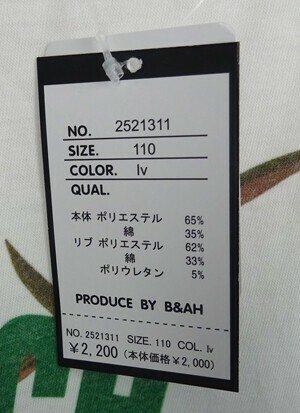 NO. 2521311
SIZE. 110
COLOR. Iv
QUAL.
本体 ポリエステル 65%
綿 35%
リブ ポリエステル 62%
綿 33%
ポリウレタン 5%
PRODUCE BY B&AH
NO. 2521311 SIZE. 110 COL. Iv
¥2,200(本体価格¥2,000)